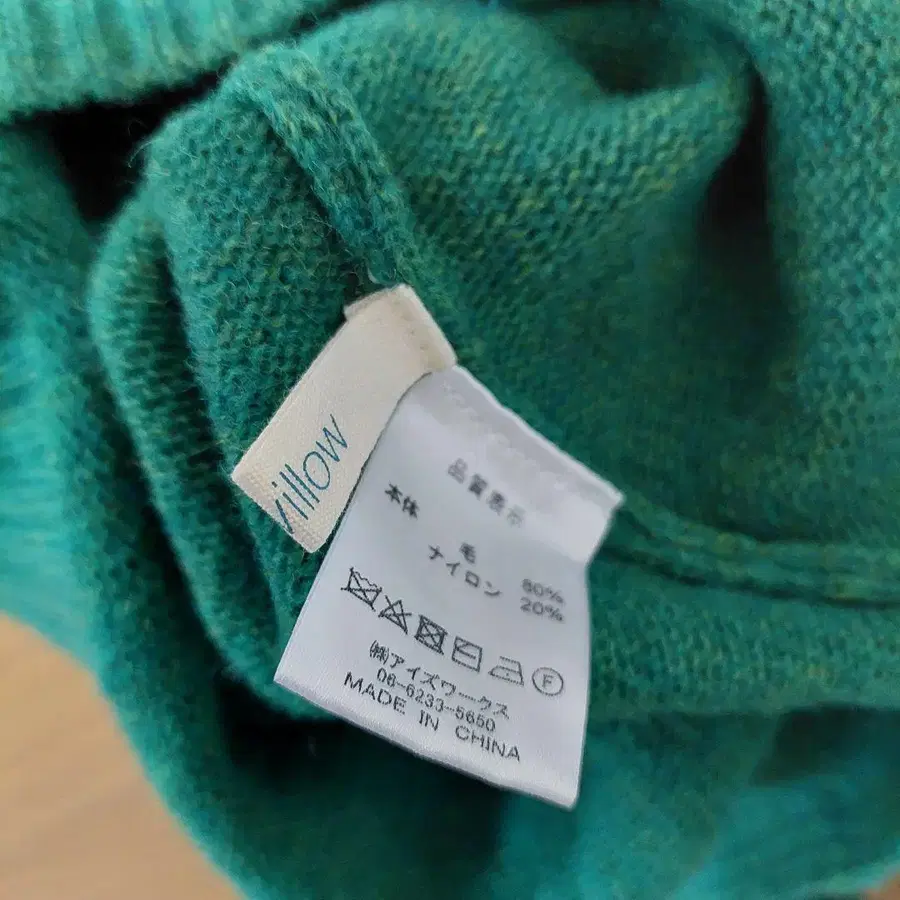 illow
品質表示
本体
毛 80%
ナイロン 20%
㈱アイズワークス
06-6233-5650
MADE IN CHINA